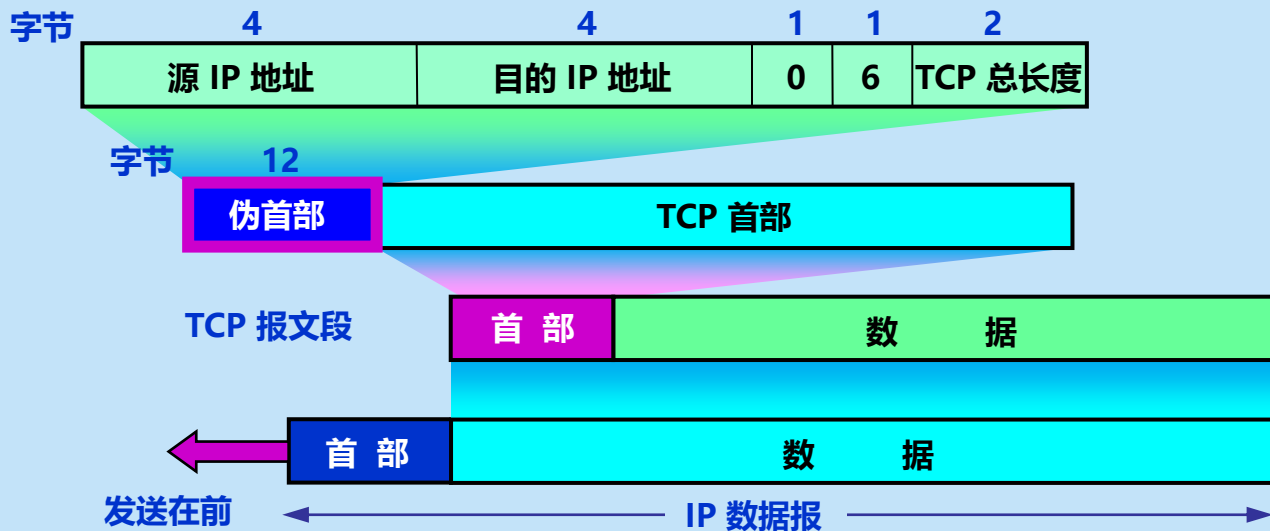 字节 4 4 1 1 2
源 IP 地址 目的 IP 地址 0 6 TCP 总长度
字节 12
伪首部 TCP 首部
TCP 报文段 首 部 数 据
首 部 数 据
发送在前 IP 数据报